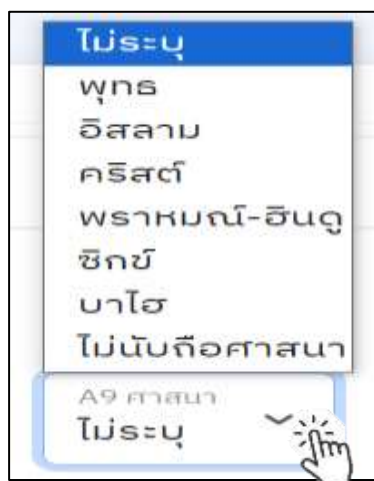 ไม่ระบุ
พุทธ
อิสลาม
คริสต์
พราหมณ์-ฮินดู
ซิกข์
บาไฮ
ไม่นับถือศาสนา
A9 ศาสนา
ไม่ระบุ